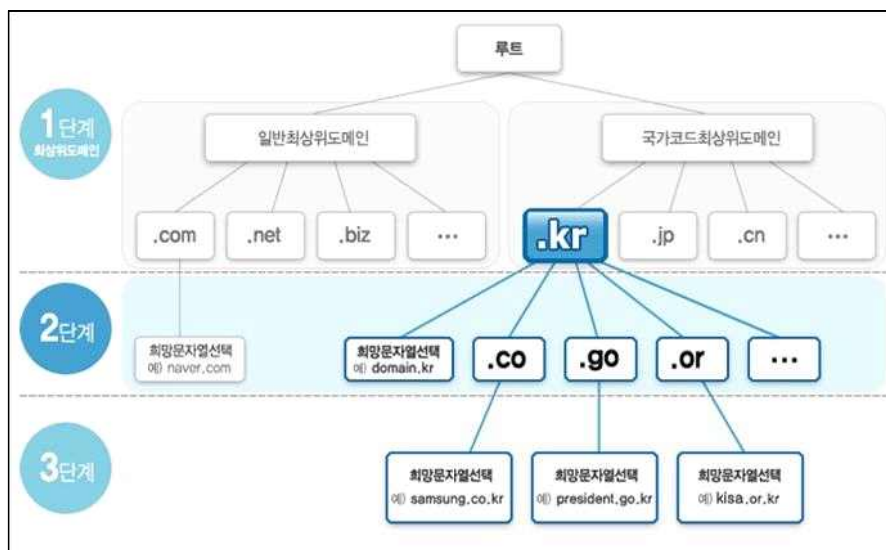 루트
1단계
최상위도메인
일반최상위도메인
국가코드최상위도메인
.com
.net
.biz
...
.kr
.jp
.cn
...
2단계
희망문자열선택
예) naver.com
희망문자열선택
예) domain.kr
.co
.go
.or
...
3단계
희망문자열선택
예) samsung.co.kr
희망문자열선택
예) president.go.kr
희망문자열선택
예) kisa.or.kr